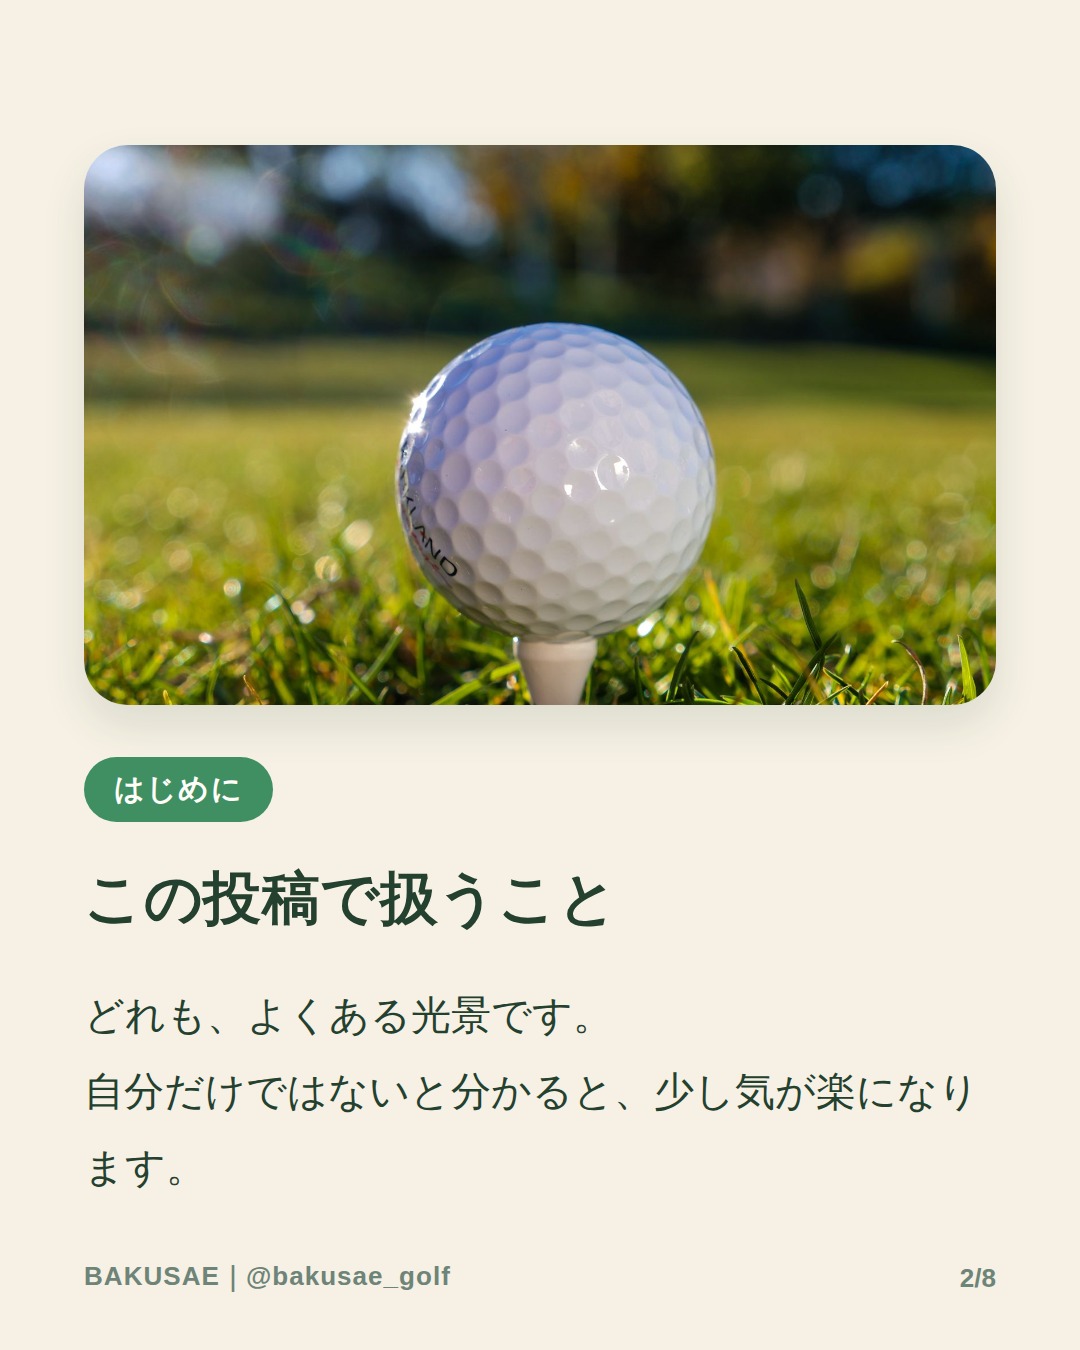 KLAND
はじめに
この投稿で扱うこと
どれも、よくある光景です。
自分だけではないと分かると、少し気が楽になり
ます。
BAKUSAE | @bakusae_golf
2/8